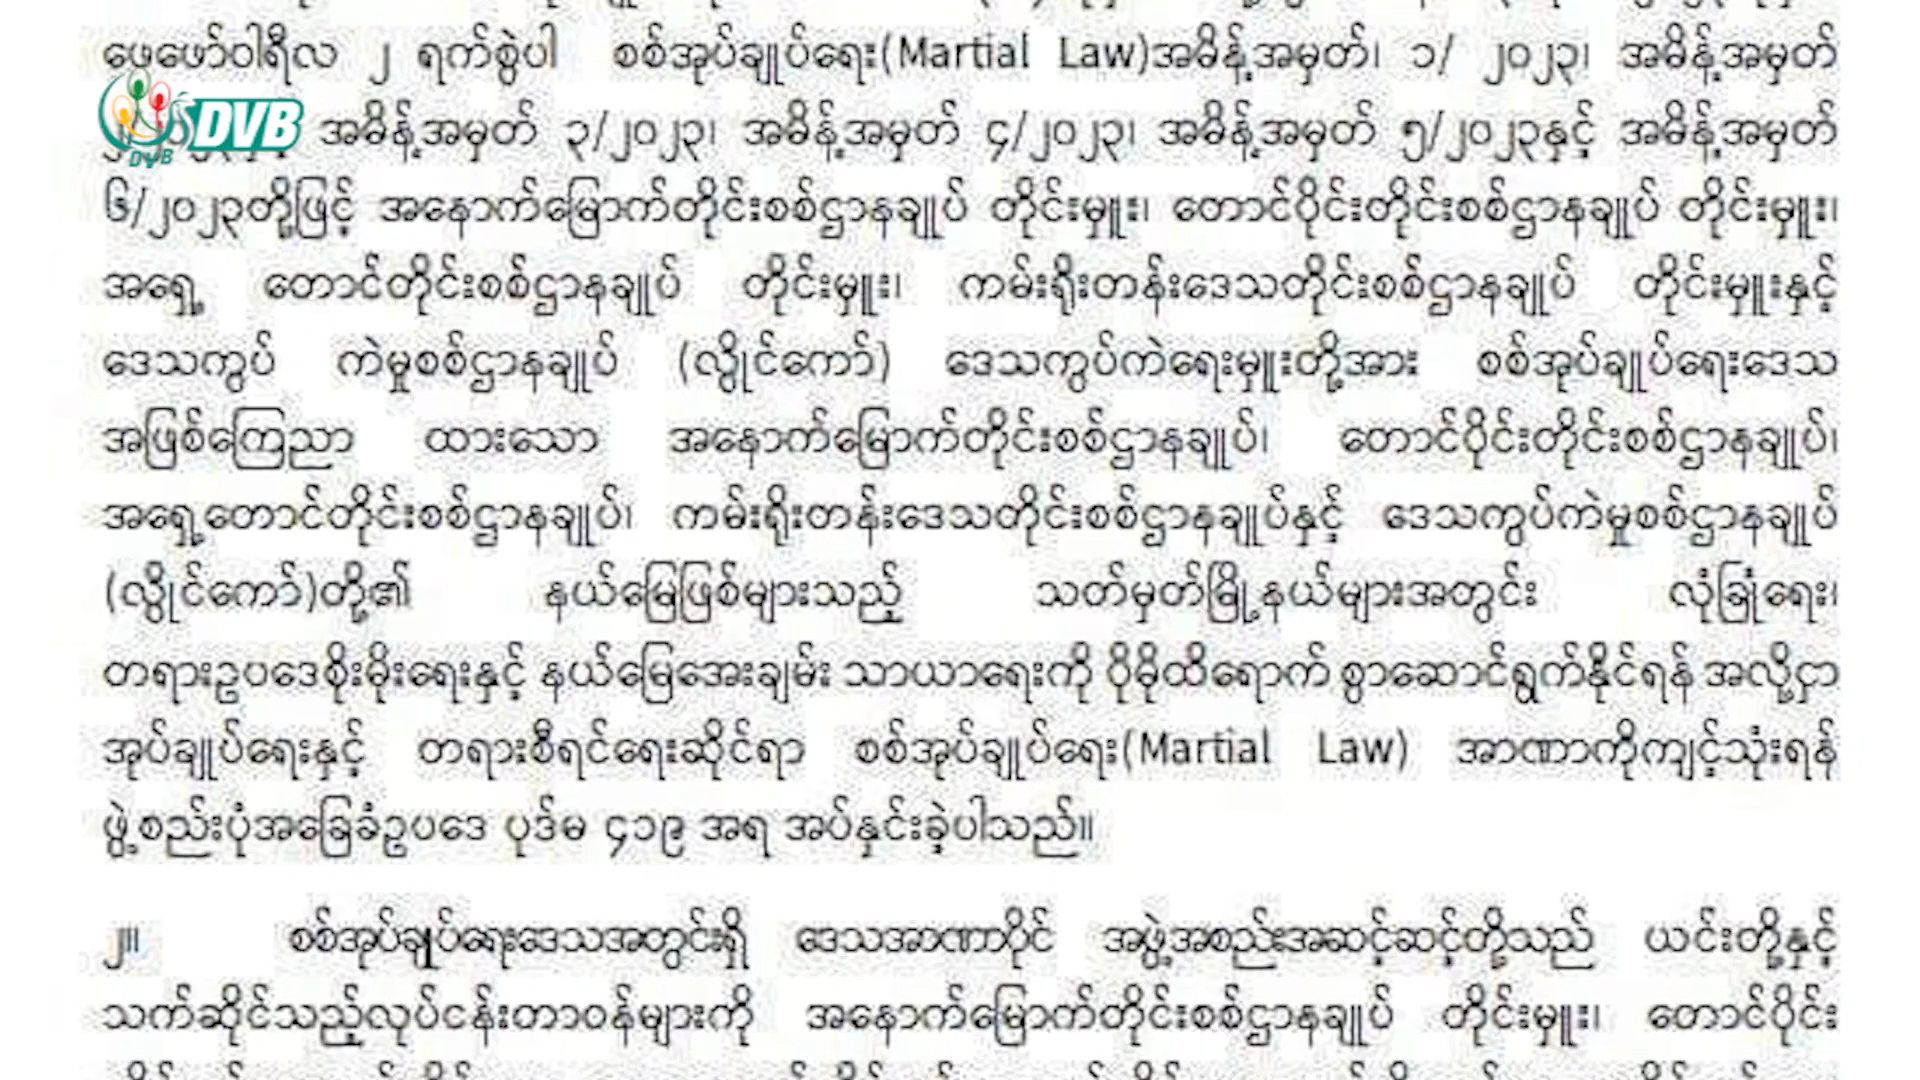 ဖေဖော်ဝါရီလ ၂ ရက်စွဲပါ စစ်အုပ်ချုပ်ရေး(Martial Law)အမိန့်အမှတ်၊ ၁/ ၂၀၂၃၊ အမိန့်အမှတ်
DVB အမိန့်အမှတ် ၃/၂၀၂၃၊ အမိန့်အမှတ် ၄/၂၀၂၃၊ အမိန့်အမှတ် ၅/၂၀၂၃နှင့် အမိန့်အမှတ်
DVB
၆/၂၀၂၃တို့ဖြင့် အနောက်မြောက်တိုင်းစစ်ဌာနချုပ် တိုင်းမှူး၊ တောင်ပိုင်းတိုင်းစစ်ဌာနချုပ် တိုင်းမှူး၊
အရှေ့ တောင်တိုင်းစစ်ဌာနချုပ် တိုင်းမှူး၊ ကမ်းရိုးတန်းဒေသတိုင်းစစ်ဌာနချုပ် တိုင်းမှူးနှင့်
ဒေသကွပ် ကဲမှုစစ်ဌာနချုပ် (လွိုင်ကော်) ဒေသကွပ်ကဲရေးမှူးတို့အား စစ်အုပ်ချုပ်ရေးဒေသ
အဖြစ်ကြေညာ ထားသော အနောက်မြောက်တိုင်းစစ်ဌာနချုပ်၊ တောင်ပိုင်းတိုင်းစစ်ဌာနချုပ်၊
အရှေ့တောင်တိုင်းစစ်ဌာနချုပ်၊ ကမ်းရိုးတန်းဒေသတိုင်းစစ်ဌာနချုပ်နှင့် ဒေသကွပ်ကဲမှုစစ်ဌာနချုပ်
(လွိုင်ကော်)တို့၏ နယ်မြေဖြစ်များသည့် သတ်မှတ်မြို့နယ်များအတွင်း လုံခြုံရေး၊
တရားဥပဒေစိုးမိုးရေးနှင့် နယ်မြေအေးချမ်း သာယာရေးကို ပိုမိုထိရောက် စွာဆောင်ရွက်နိုင်ရန် အလို့ငှာ
အုပ်ချုပ်ရေးနှင့် တရားစီရင်ရေးဆိုင်ရာ စစ်အုပ်ချုပ်ရေး(Martial Law) အာဏာကိုကျင့်သုံးရန်
ဖွဲ့စည်းပုံအခြေခံဥပဒေ ပုဒ်မ ၄၁၉ အရ အပ်နှင်းခဲ့ပါသည်။
၂။ စစ်အုပ်ချုပ်ရေးဒေသအတွင်းရှိ ဒေသအာဏာပိုင် အဖွဲ့အစည်းအဆင့်ဆင့်တို့သည် ယင်းတို့နှင့်
သက်ဆိုင်သည့်လုပ်ငန်းတာဝန်များကို အနောက်မြောက်တိုင်းစစ်ဌာနချုပ် တိုင်းမှူး၊ တောင်ပိုင်း